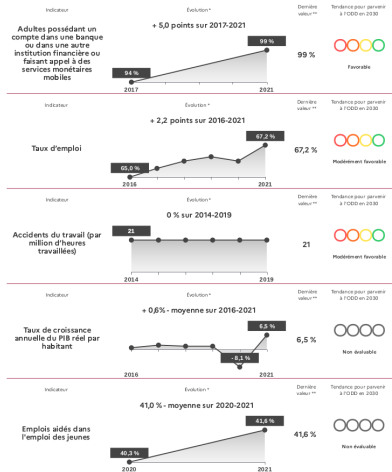 Indicateur
Évolution *
Dernière
valeur **
Tendance pour parvenir
à l'ODD en 2030
Adultes possédant un
compte dans une banque
ou dans une autre
institution financière ou
faisant appel à des
services monétaires
mobiles
+ 5,0 points sur 2017-2021
94 %
99 %
2017
2021
99 %
Favorable
Indicateur
Évolution *
Dernière
valeur **
Tendance pour parvenir
à l'ODD en 2030
Taux d'emploi
+ 2,2 points sur 2016-2021
65,0 %
67,2 %
2016
2021
67,2 %
Modérément favorable
Indicateur
Évolution *
Dernière
valeur **
Tendance pour parvenir
à l'ODD en 2030
Accidents du travail (par
million d'heures
travaillées)
0 % sur 2014-2019
21
2014
2019
21
Modérément favorable
Indicateur
Évolution *
Dernière
valeur **
Tendance pour parvenir
à l'ODD en 2030
Taux de croissance
annuelle du PIB réel par
habitant
+ 0,6% - moyenne sur 2016-2021
6,5 %
- 8,1 %
2016
2021
6,5 %
Non évaluable
Indicateur
Évolution *
Dernière
valeur **
Tendance pour parvenir
à l'ODD en 2030
Emplois aidés dans
l'emploi des jeunes
41,0 % - moyenne sur 2020-2021
40,3 %
41,6 %
2020
2021
41,6 %
Non évaluable